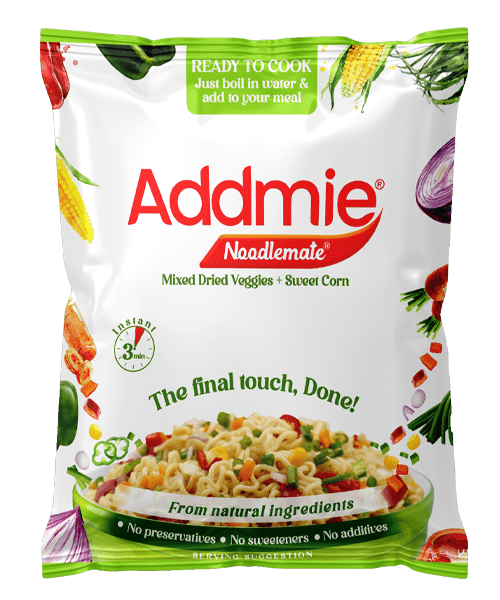 READY TO COOK
Just boil in water &
add to your meal
Addmie®
Noodlemate®
Mixed Dried Veggies + Sweet Corn
Instant
3 min
The final touch, Done!
From natural ingredients
• No preservatives • No sweeteners • No additives
SERVING SUGGESTION